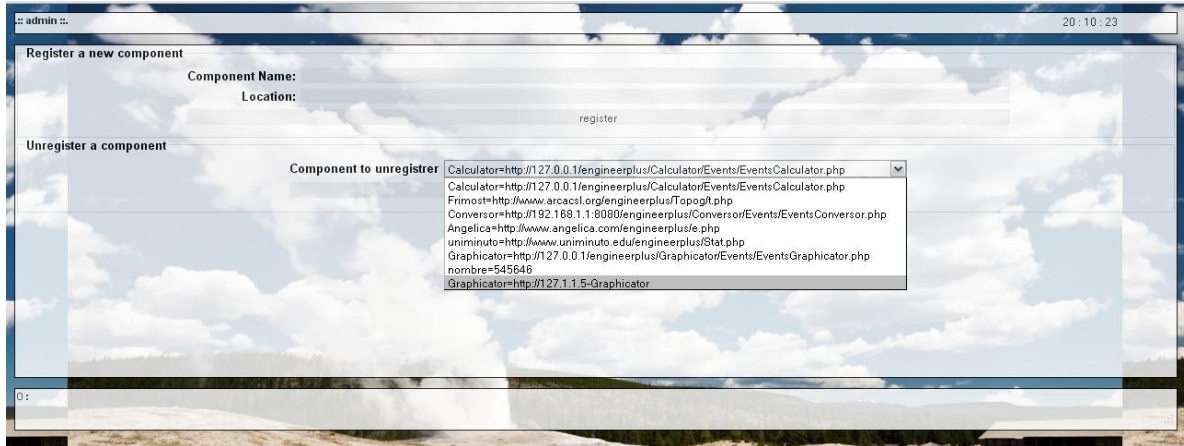 .:: admin ::.
20 : 10 : 23
Register a new component
Component Name:
Location:
register
Unregister a component
Component to unregistrer
Calculator=http://127.0.0.1/engineerplus/Calculator/Events/EventsCalculator.php
Calculator=http://127.0.0.1/engineerplus/Calculator/Events/EventsCalculator.php
Frimost=http://www.arcacsl.org/engineerplus/Topog/t.php
Conversor=http://192.168.1.1:8080/engineerplus/Conversor/Events/EventsConversor.php
Angelica=http://www.angelica.com/engineerplus/e.php
uniminuto=http://www.uniminuto.edu/engineerplus/Stat.php
Graphicator=http://127.0.0.1/engineerplus/Graphicator/Events/EventsGraphicator.php
nombre=545646
Graphicator=http://127.1.1.5-Graphicator
O :